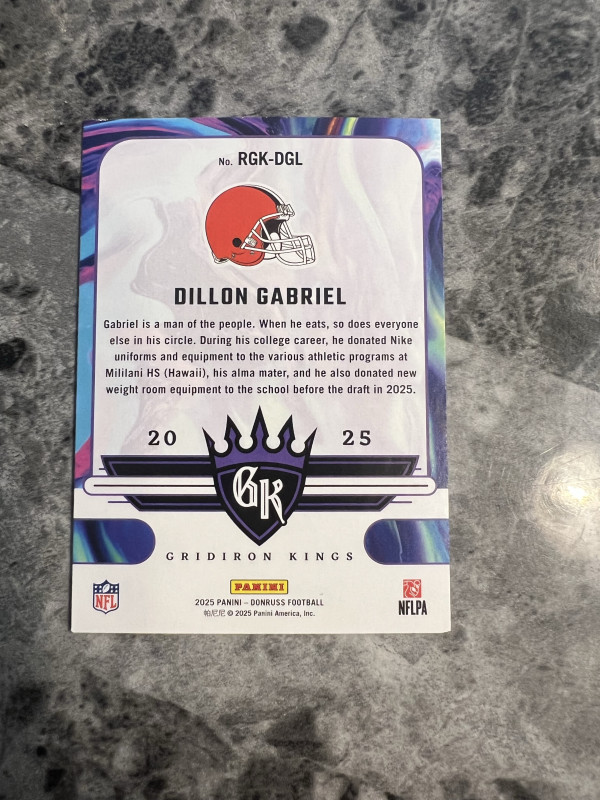 No. RGK-DGL
DILLON GABRIEL
Gabriel is a man of the people. When he eats, so does everyone
else in his circle. During his college career, he donated Nike
uniforms and equipment to the various athletic programs at
Mililani HS (Hawaii), his alma mater, and he also donated new
weight room equipment to the school before the draft in 2025.
20 25
GK
GRIDIRON KINGS
NFL
PANINI
2025 PANINI – DONRUSS FOOTBALL
帕尼尼 © 2025 Panini America, Inc.
NFLPA